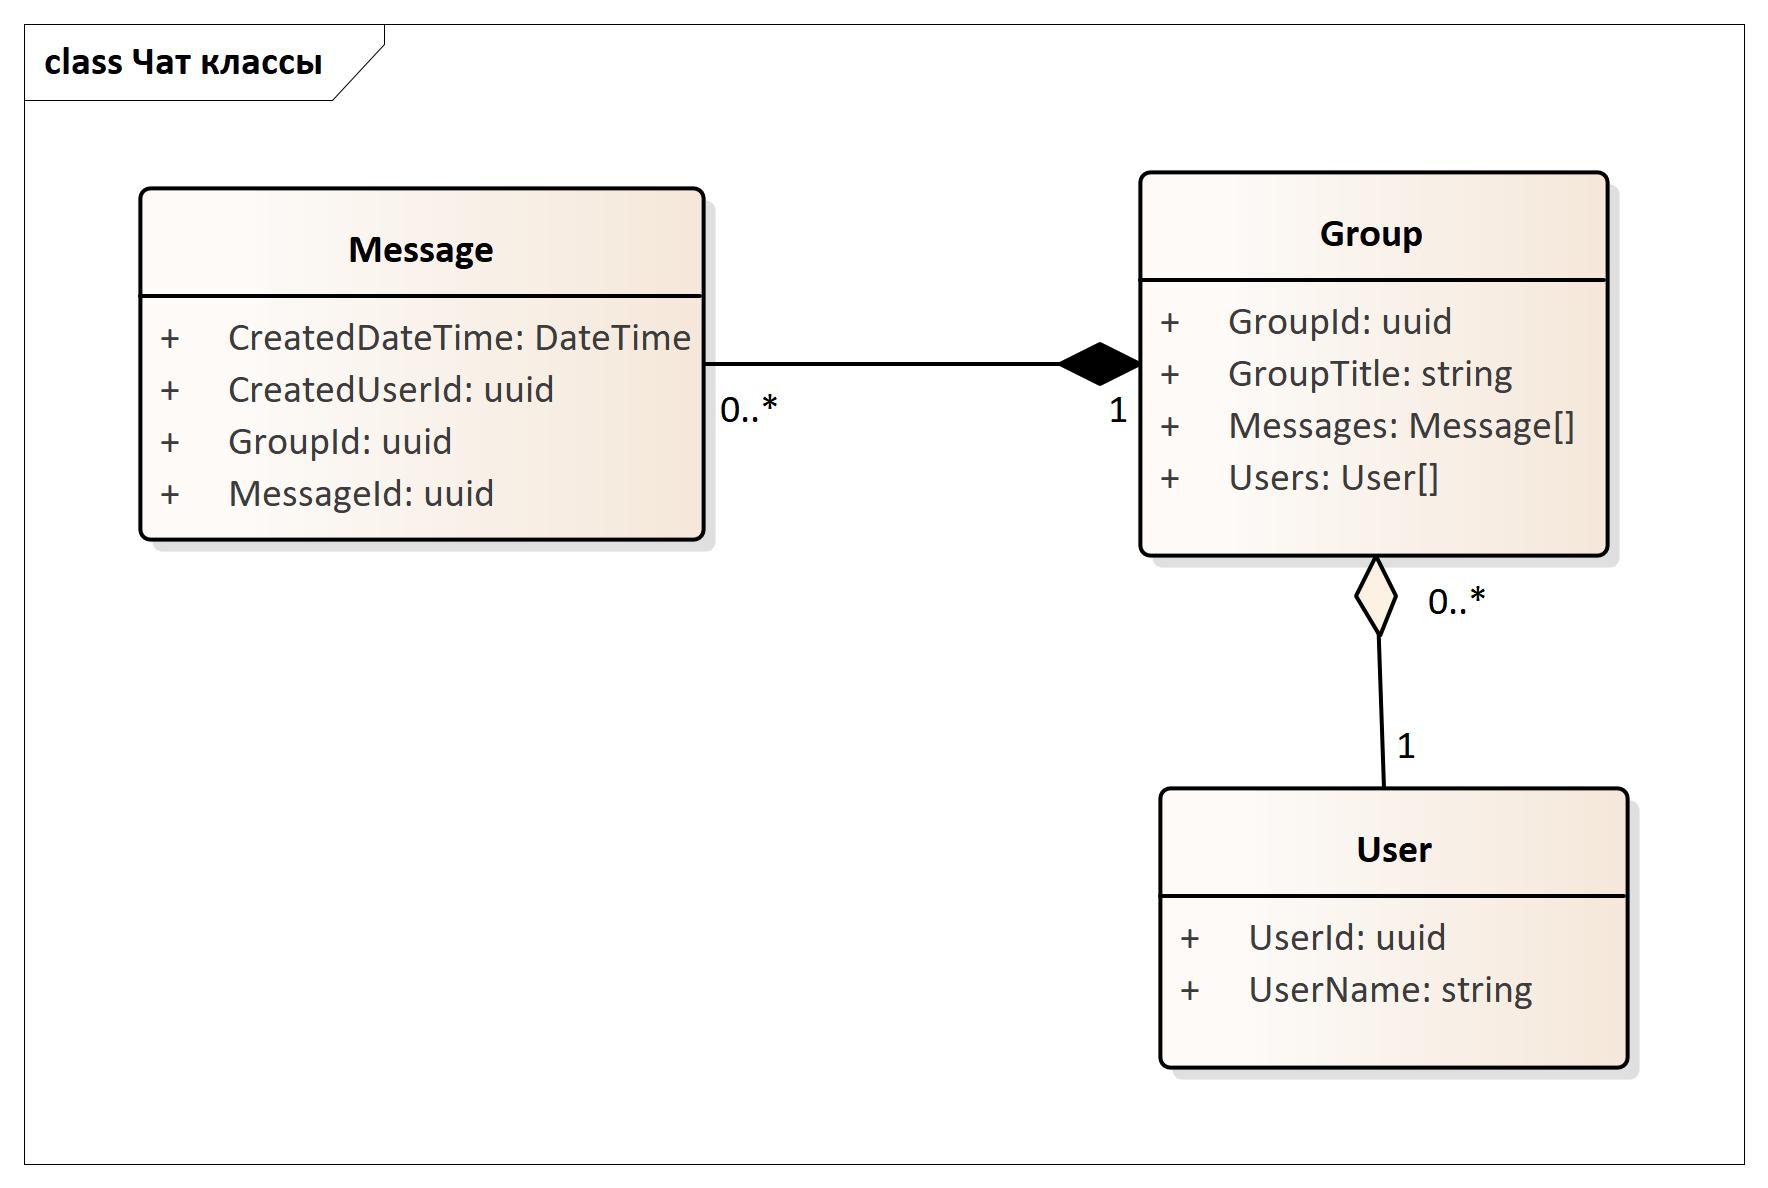 class Чат классы
Message
+ CreatedDateTime: DateTime
+ CreatedUserId: uuid
+ GroupId: uuid
+ MessageId: uuid
0..*
1
Group
+ GroupId: uuid
+ GroupTitle: string
+ Messages: Message[]
+ Users: User[]
0..*
1
User
+ UserId: uuid
+ UserName: string